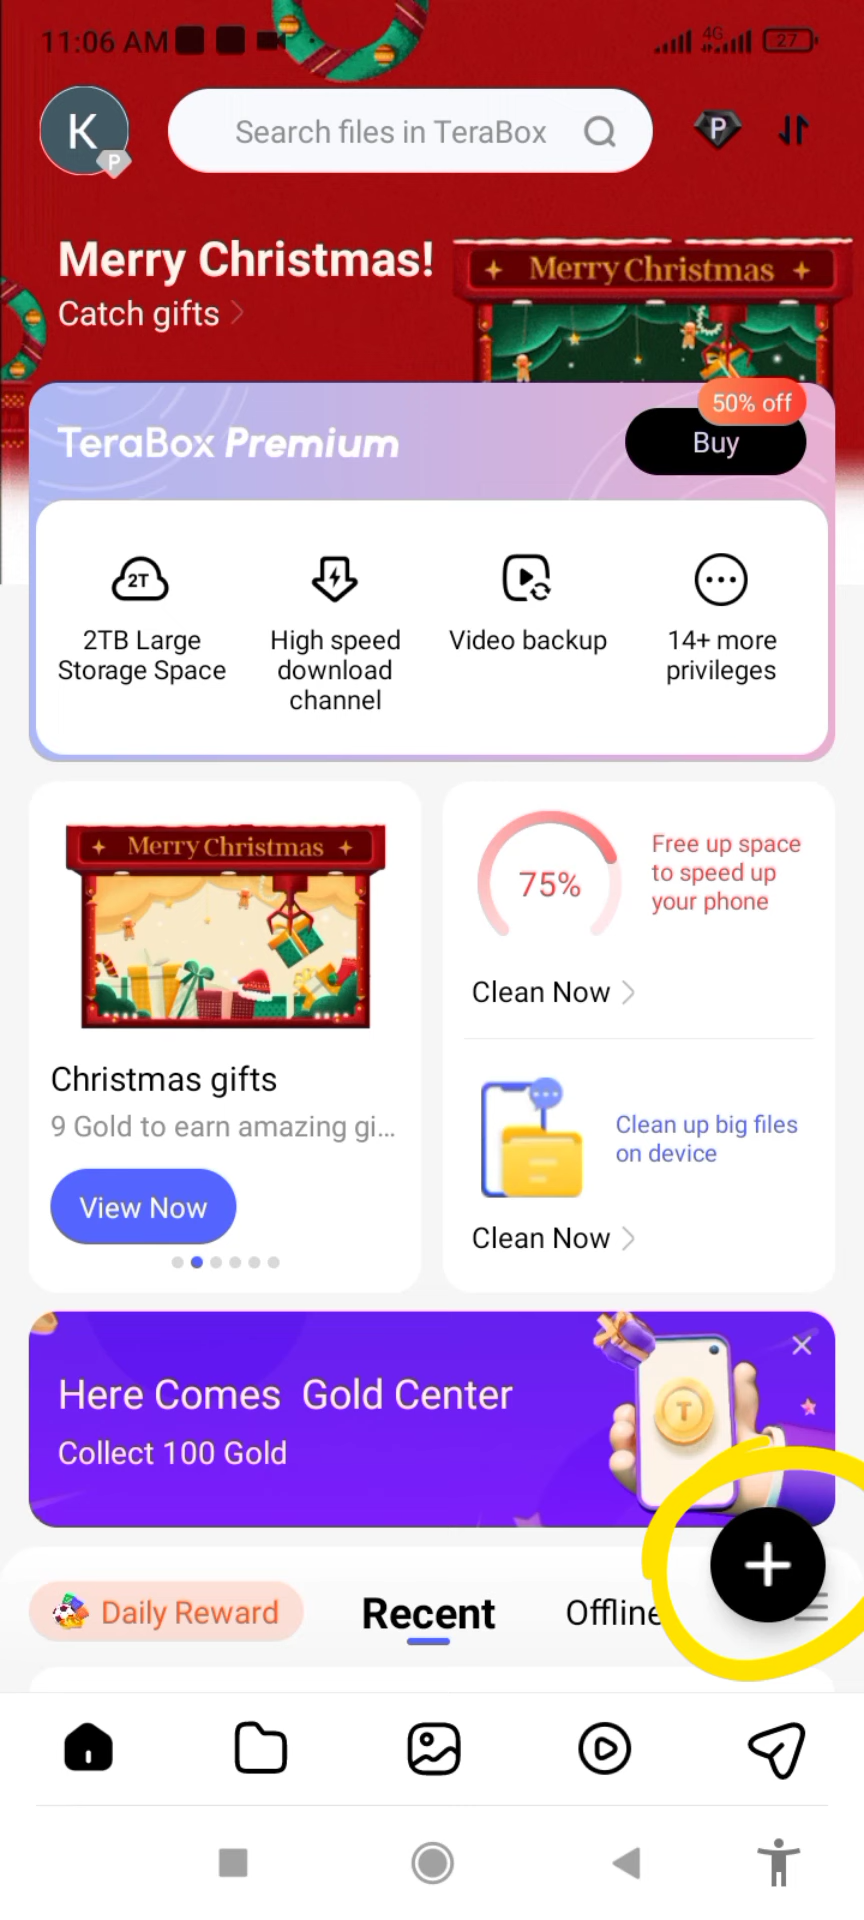 11:06 AM
4G
27
K
P
Search files in TeraBox
P
Merry Christmas!
Catch gifts
Merry Christmas
50% off
TeraBox Premium
Buy
2T
2TB Large
Storage Space
High speed
download
channel
Video backup
14+ more
privileges
Merry Christmas
Christmas gifts
9 Gold to earn amazing gi...
View Now
75%
Free up space
to speed up
your phone
Clean Now
Clean up big files
on device
Clean Now
Here Comes Gold Center
Collect 100 Gold
T
Daily Reward
Recent
Offline